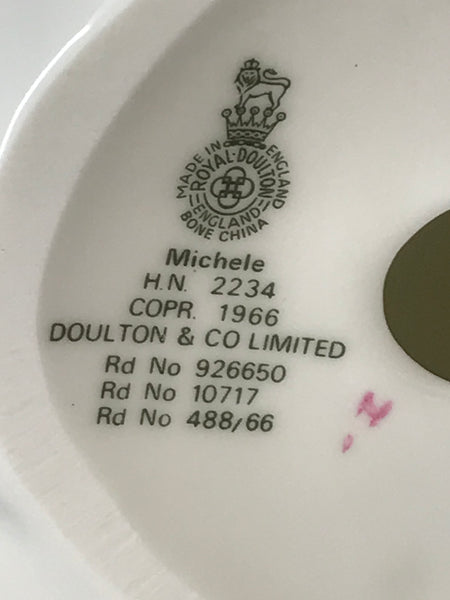 MADE IN ENGLAND
ROYAL·DOULTON
ENGLAND
BONE CHINA
Michele
H.N. 2234
COPR. 1966
DOULTON & CO LIMITED
Rd No 926650
Rd No 10717
Rd No 488/66